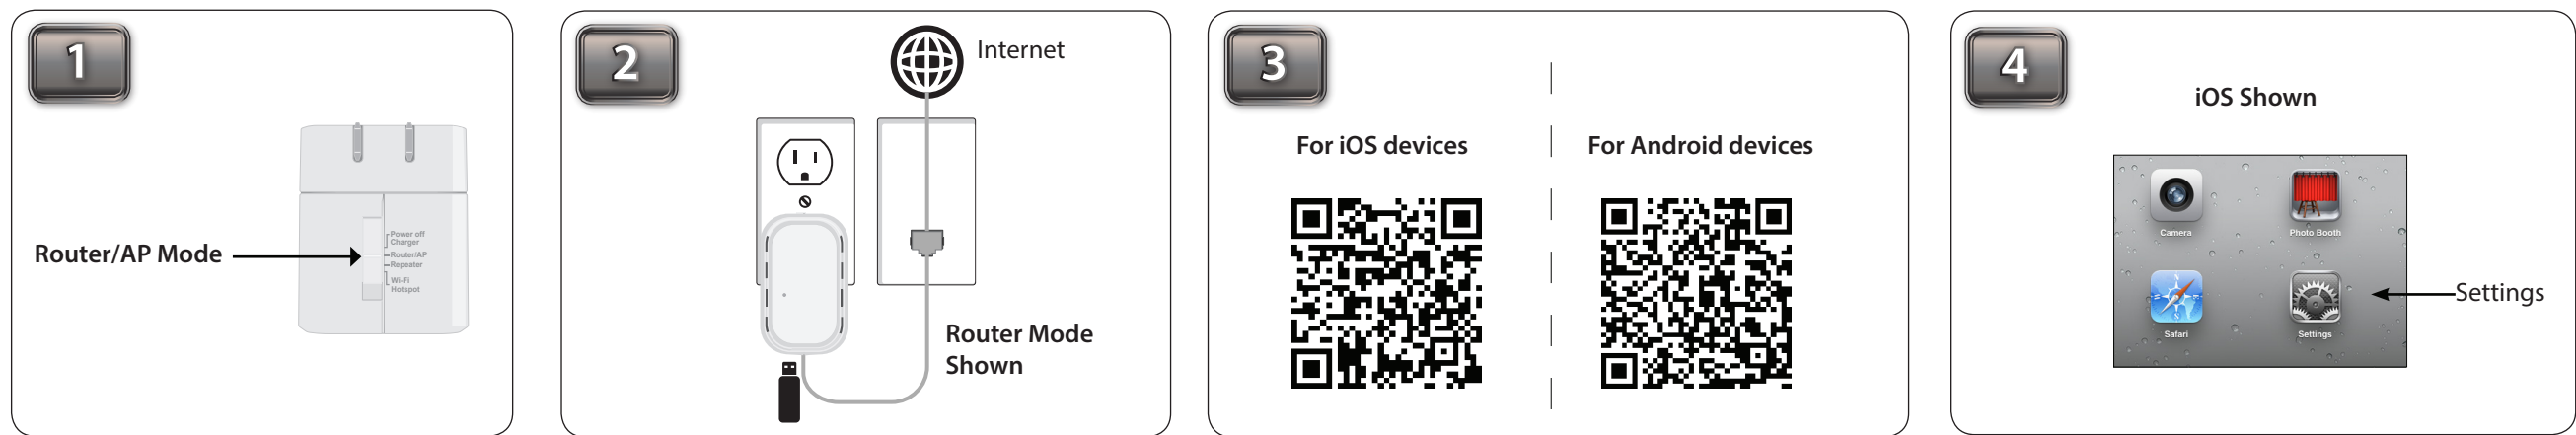 1
Router/AP Mode
Power off
Charger
Router/AP
Repeater
Wi-Fi
Hotspot
2
Internet
Router Mode
Shown
3
For iOS devices
For Android devices
4
iOS Shown
Camera
Photo Booth
Safari
Settings
Settings